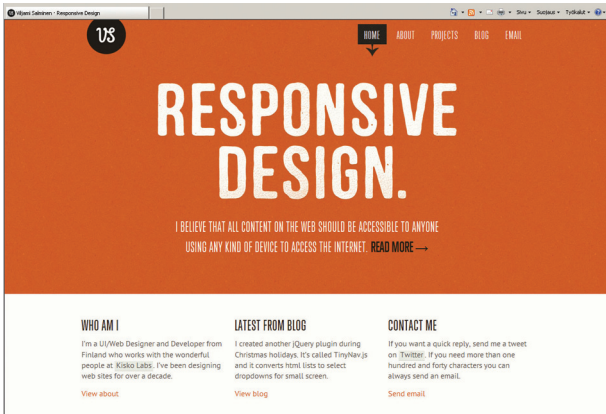 Viljami Salminen - Responsive Design
Sivu Suojaus Työkalut
VS
HOME ABOUT PROJECTS BLOG EMAIL
RESPONSIVE
DESIGN.
I BELIEVE THAT ALL CONTENT ON THE WEB SHOULD BE ACCESSIBLE TO ANYONE
USING ANY KIND OF DEVICE TO ACCESS THE INTERNET. READ MORE →
WHO AM I
I'm a UI/Web Designer and Developer from
Finland who works with the wonderful
people at Kisko Labs. I've been designing
web sites for over a decade.
View about
LATEST FROM BLOG
I created another jQuery plugin during
Christmas holidays. It's called TinyNav.js
and it converts html lists to select
dropdowns for small screen.
View blog
CONTACT ME
If you want a quick reply, send me a tweet
on Twitter. If you need more than one
hundred and forty characters you can
always send an email.
Send email